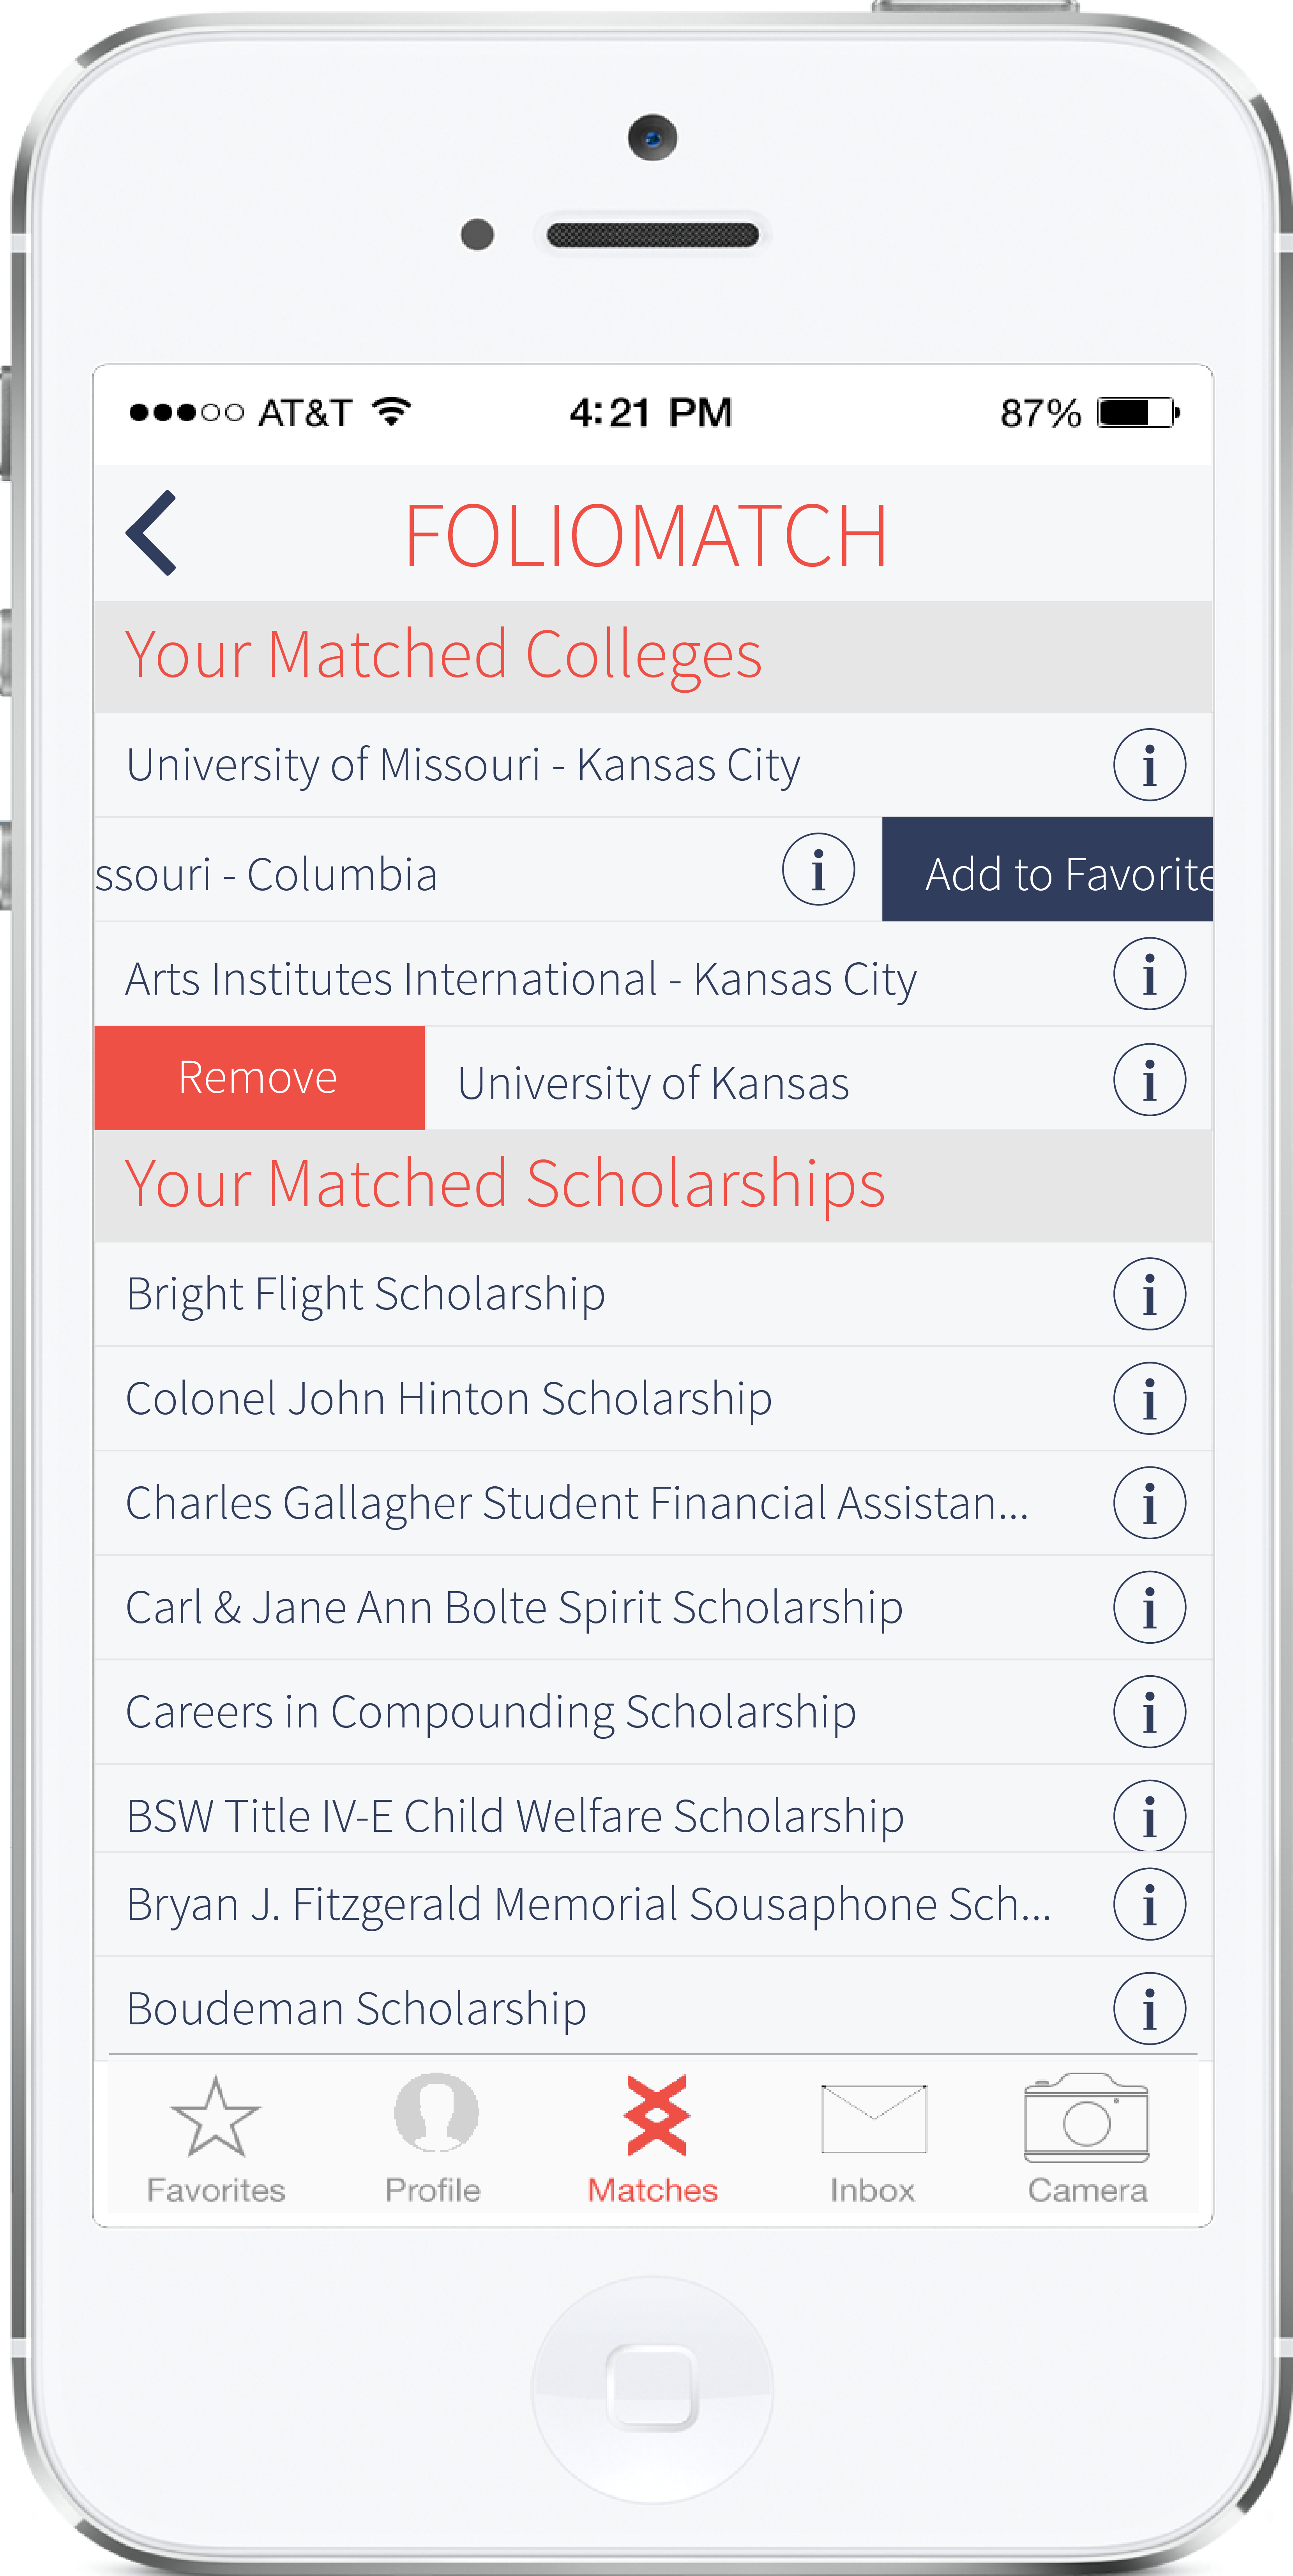 AT&T 4:21 PM 87%
FOLIOMATCH
Your Matched Colleges
University of Missouri - Kansas City
ssouri - Columbia Add to Favorite
Arts Institutes International - Kansas City
Remove University of Kansas
Your Matched Scholarships
Bright Flight Scholarship
Colonel John Hinton Scholarship
Charles Gallagher Student Financial Assistan...
Carl & Jane Ann Bolte Spirit Scholarship
Careers in Compounding Scholarship
BSW Title IV-E Child Welfare Scholarship
Bryan J. Fitzgerald Memorial Sousaphone Sch...
Boudeman Scholarship
Favorites Profile Matches Inbox Camera